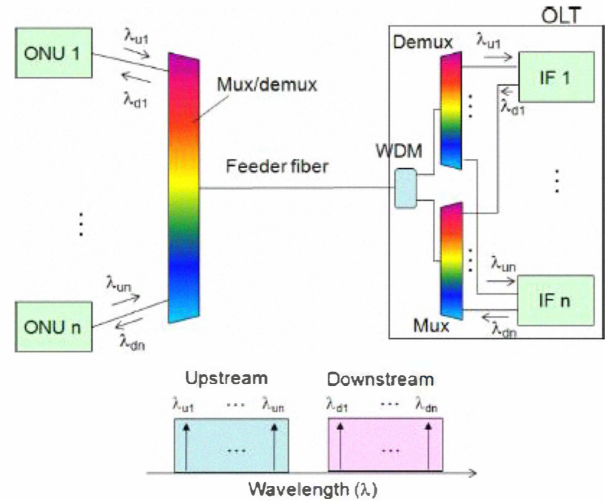 OLT
ONU 1
λu1
λd1
Mux/demux
Demux
λu1
IF 1
λd1
WDM
Feeder fiber
λun
ONU n
λdn
λun
IF n
λdn
Mux
Upstream
Downstream
λu1 ··· λun
λd1 ··· λdn
Wavelength (λ)